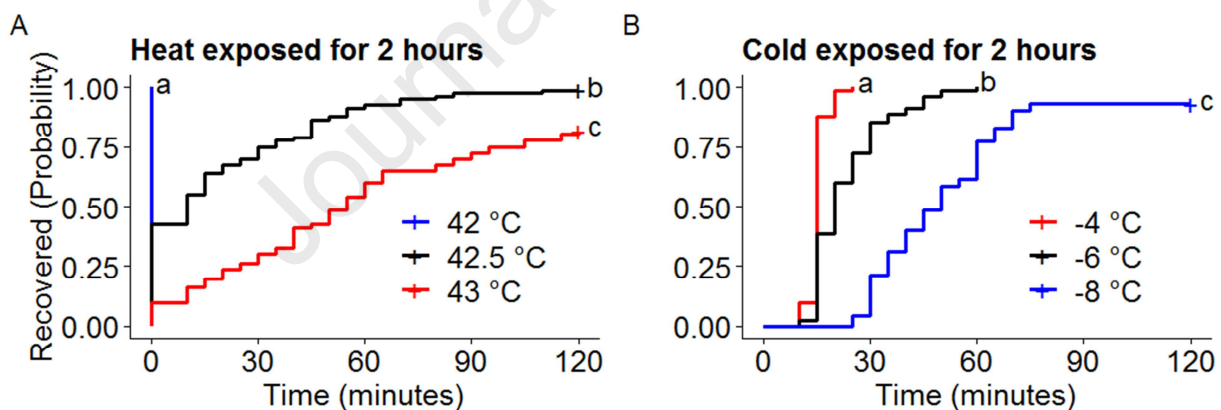 A
Heat exposed for 2 hours
Recovered (Probability)
1.00
0.75
0.50
0.25
0.00
a
b
c
42 °C
42.5 °C
43 °C
0 30 60 90 120
Time (minutes)
B
Cold exposed for 2 hours
1.00
0.75
0.50
0.25
0.00
a
b
c
-4 °C
-6 °C
-8 °C
0 30 60 90 120
Time (minutes)
Journa